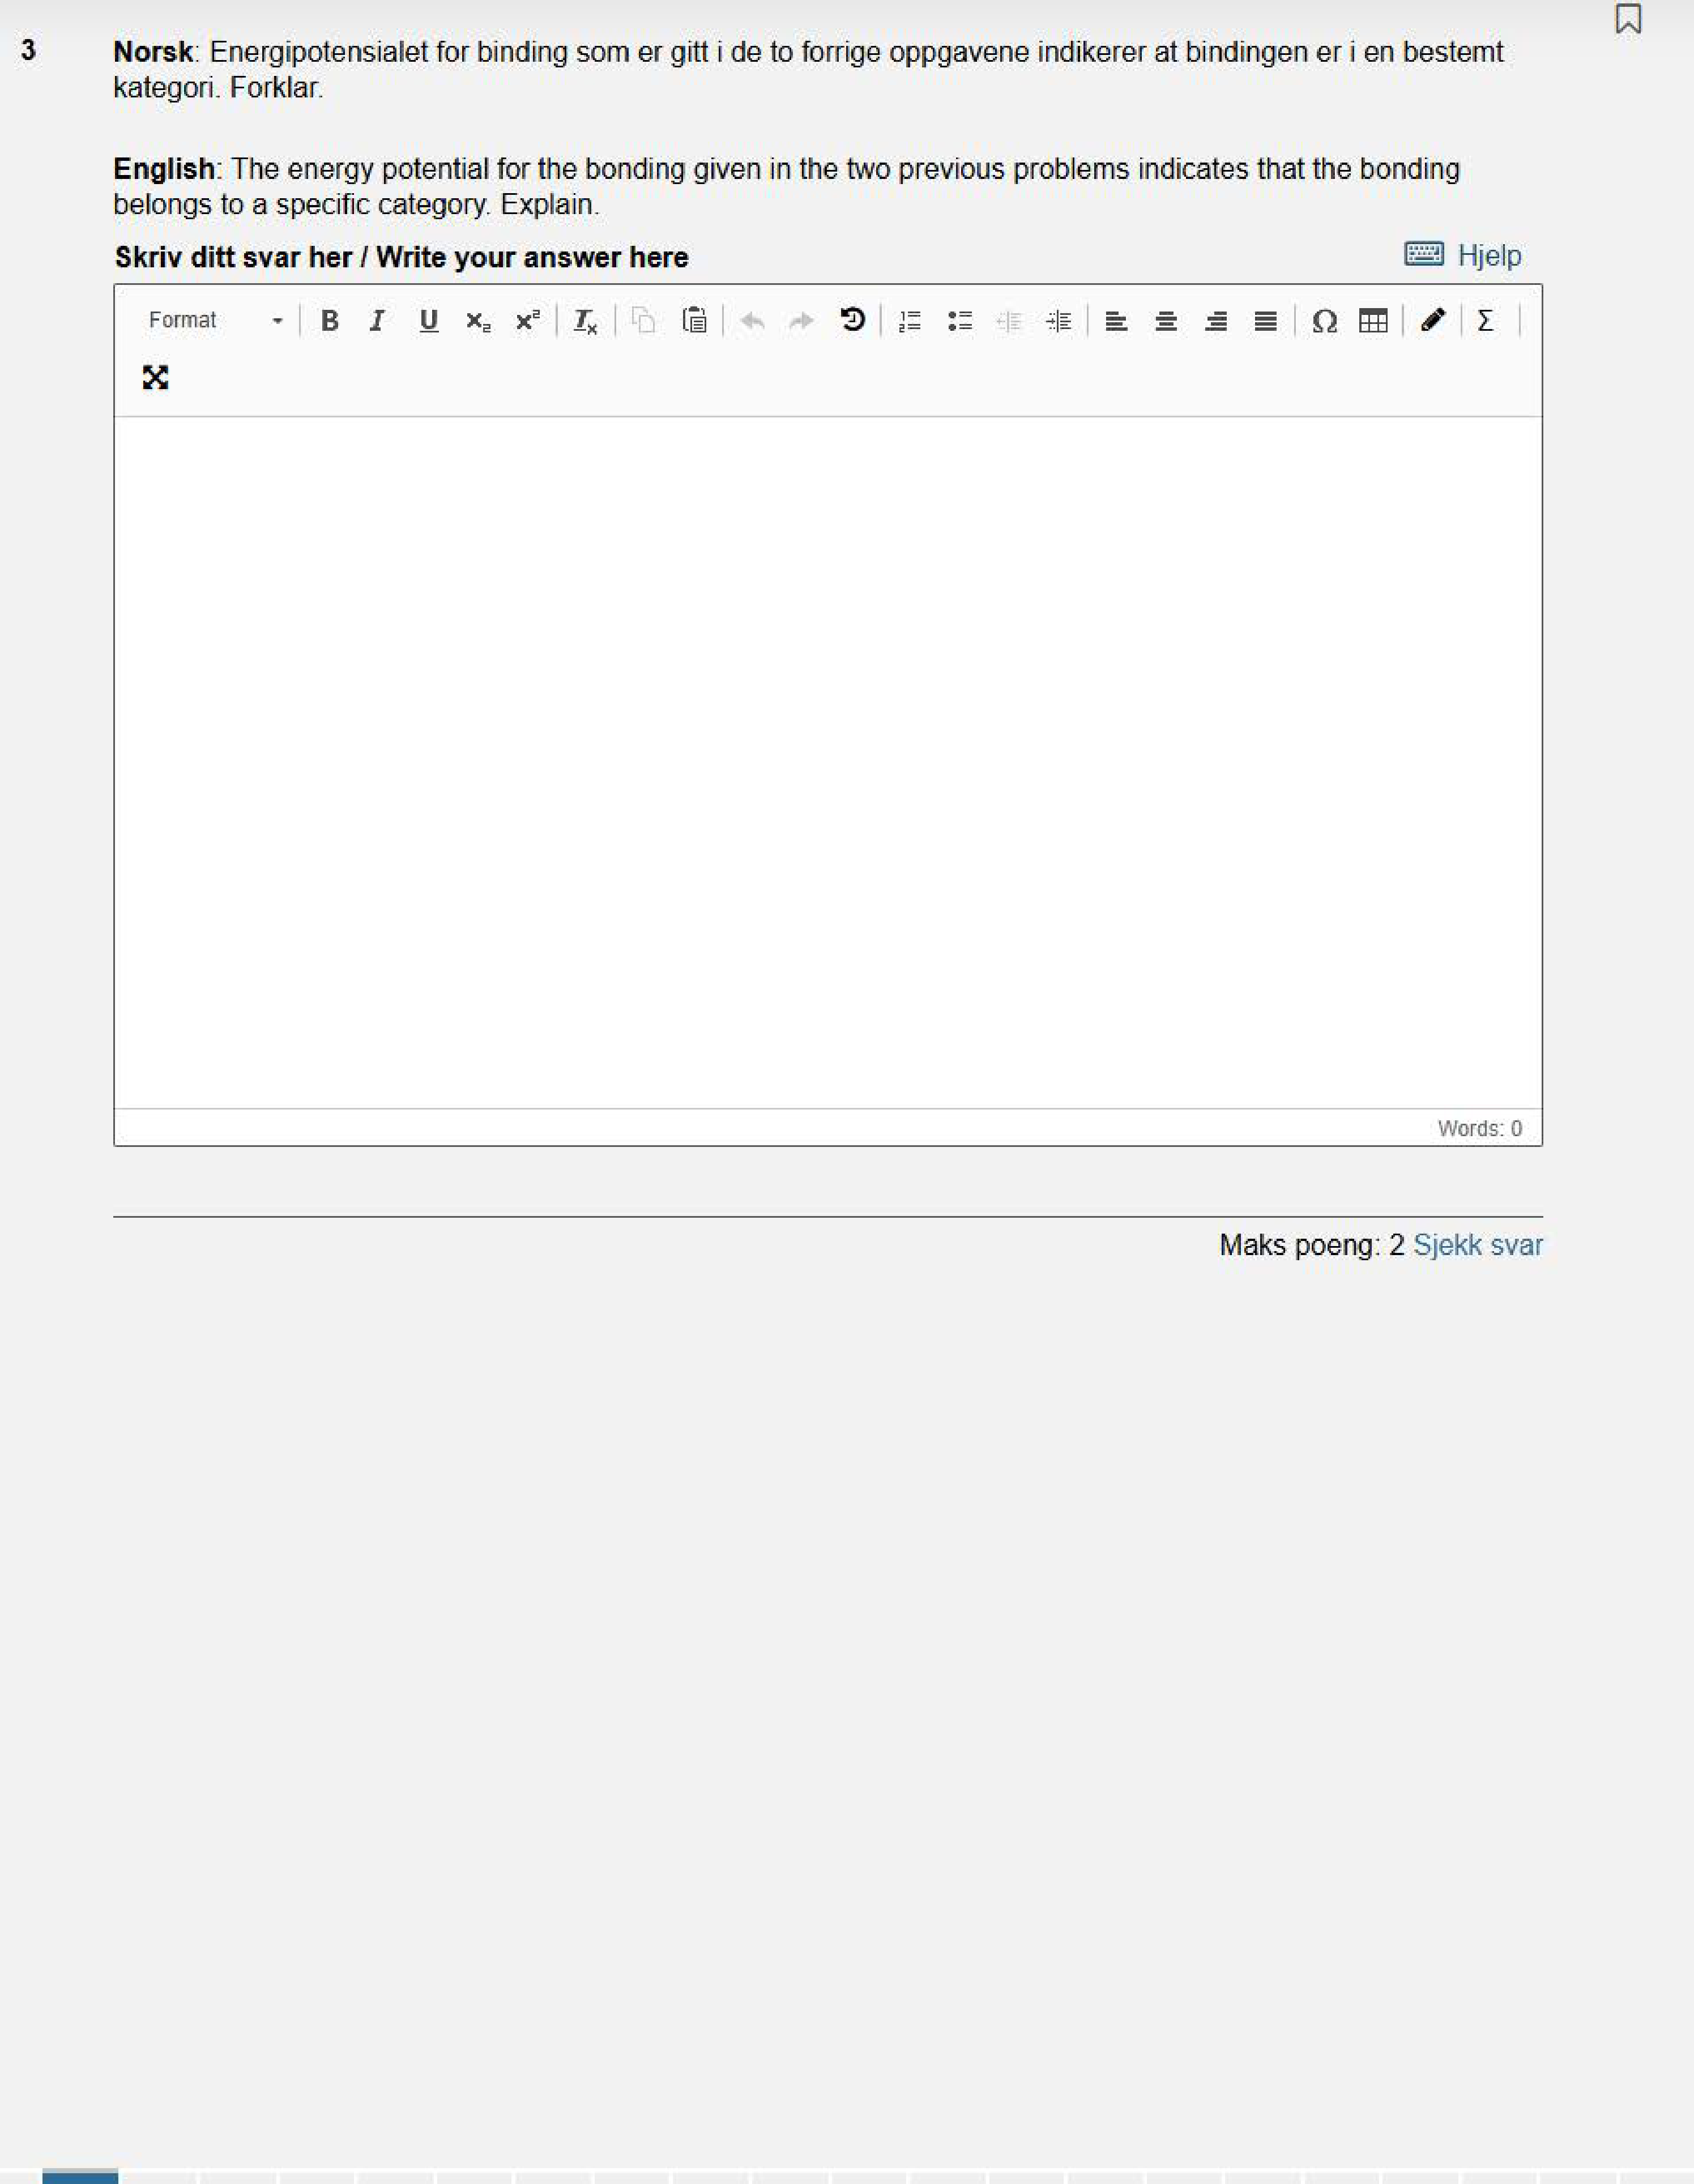 3
Norsk: Energipotensialet for binding som er gitt i de to forrige oppgavene indikerer at bindingen er i en bestemt
kategori. Forklar.
English: The energy potential for the bonding given in the two previous problems indicates that the bonding
belongs to a specific category. Explain.
Skriv ditt svar her / Write your answer here
Hjelp
Format B I U x₂ x² Tx Ω Σ
Words: 0
Maks poeng: 2 Sjekk svar